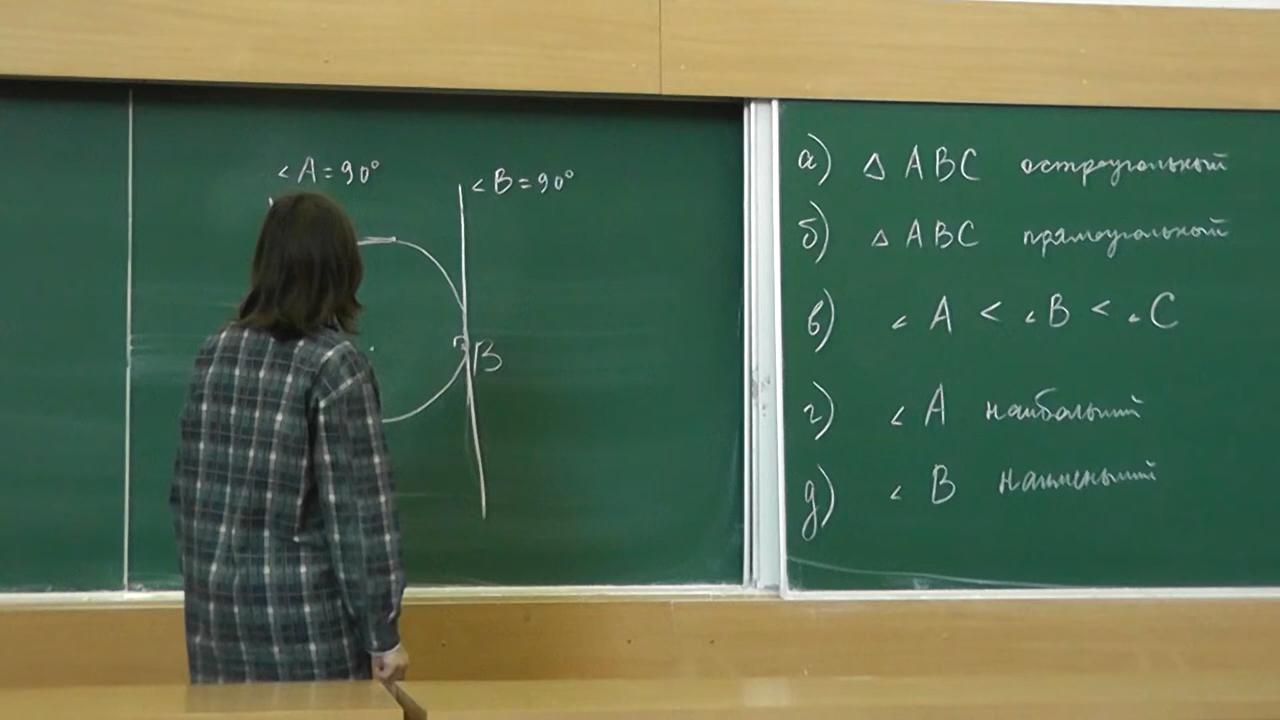 ∠A=90°
∠B=90°
B
а) △ABC остроугольный
б) △ABC прямоугольный
в) ∠A < ∠B < ∠C
г) ∠A наибольший
д) ∠B наименьший